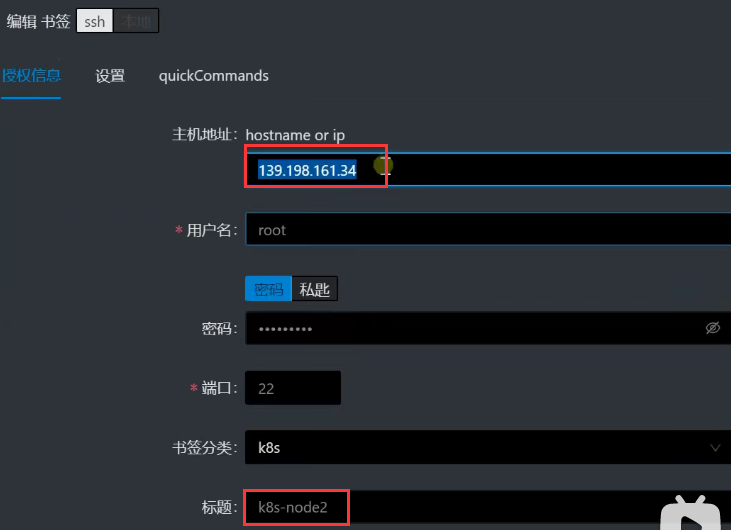 编辑 书签 ssh 本地
授权信息 设置 quickCommands
主机地址: hostname or ip
139.198.161.34
* 用户名: root
密码 私匙
密码: •••••••••
* 端口: 22
书签分类: k8s
标题: k8s-node2